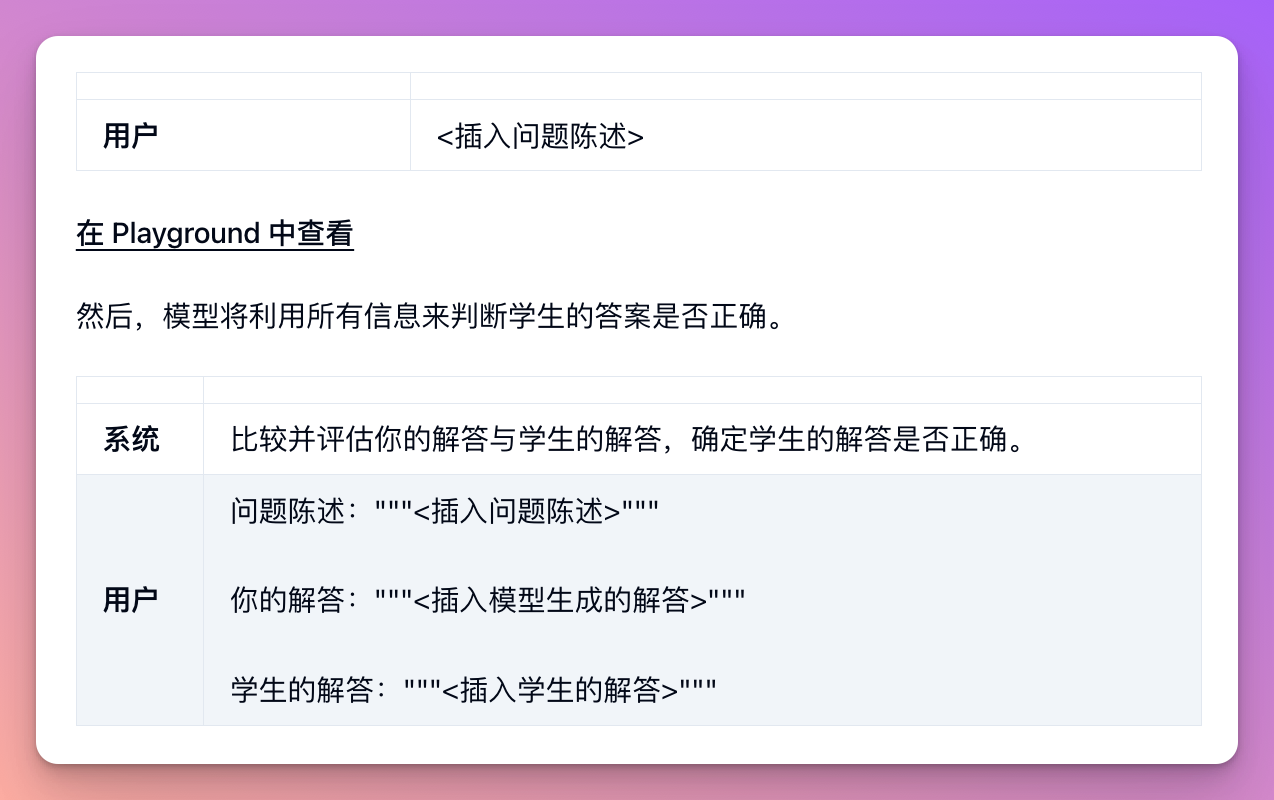 用户 <插入问题陈述>
在 Playground 中查看
然后，模型将利用所有信息来判断学生的答案是否正确。
系统 比较并评估你的解答与学生的解答，确定学生的解答是否正确。
问题陈述："""<插入问题陈述>"""
用户 你的解答："""<插入模型生成的解答>"""
学生的解答："""<插入学生的解答>"""